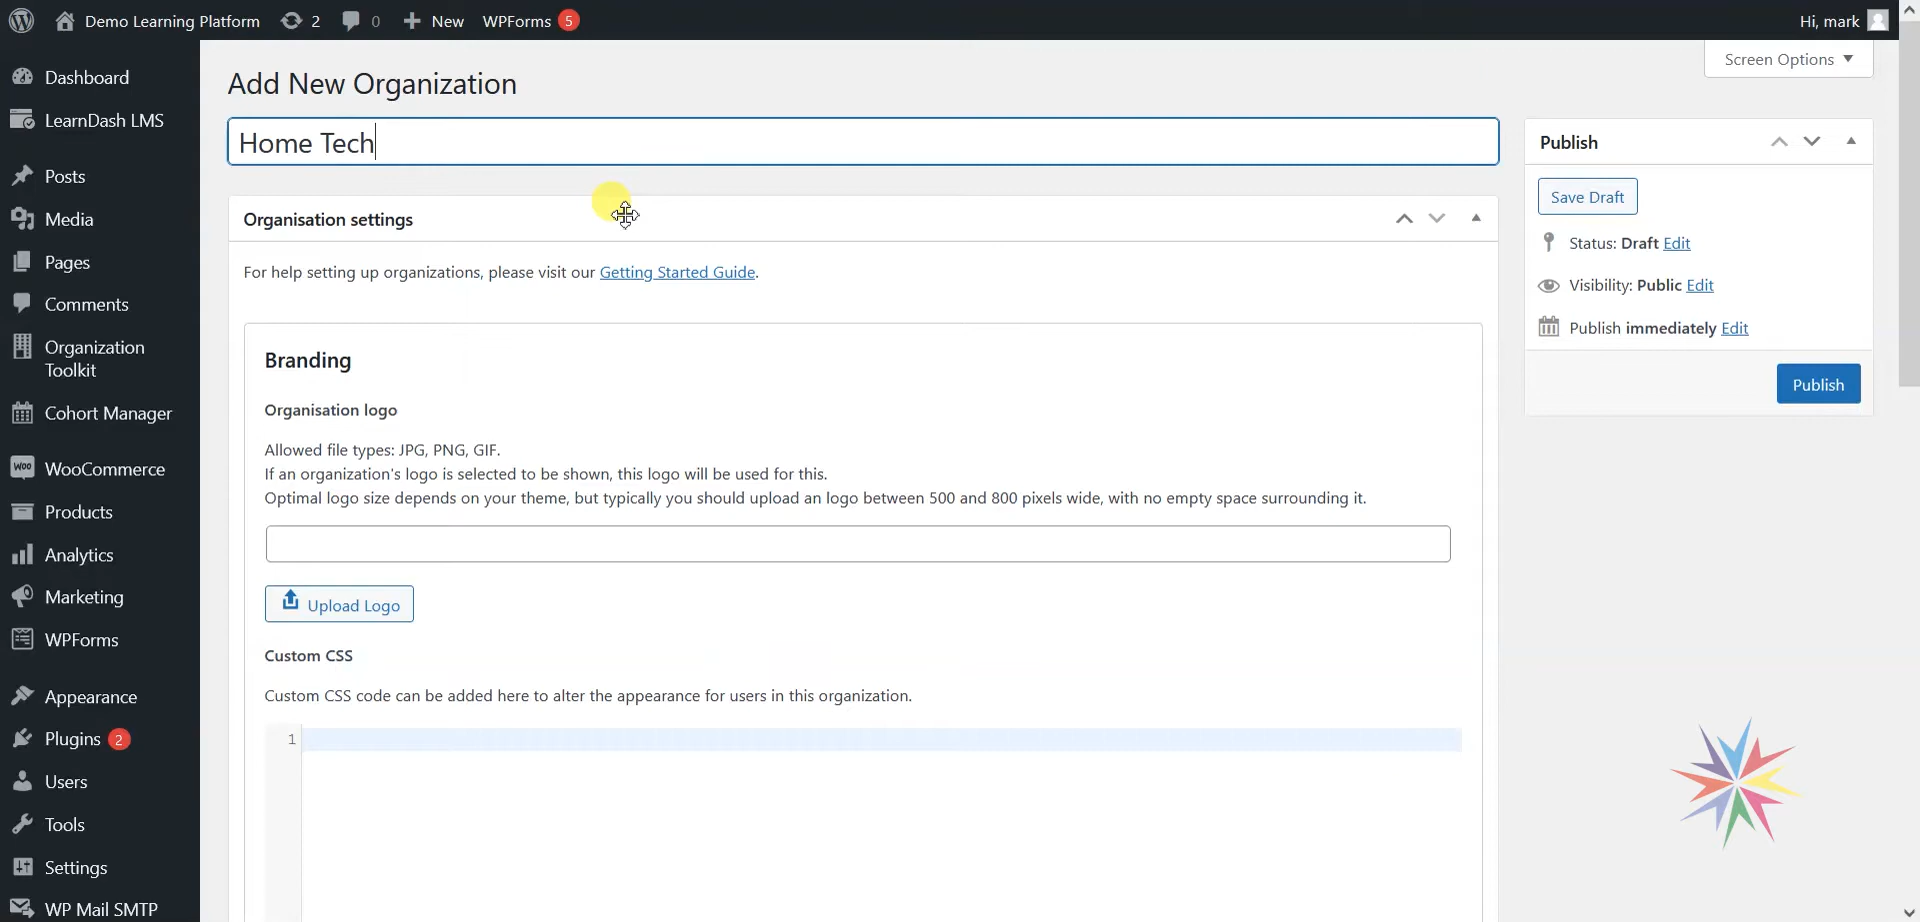 Demo Learning Platform 2 0 New WPForms 5 Hi, mark
Screen Options
Dashboard
LearnDash LMS
Posts
Media
Pages
Comments
Organization
Toolkit
Cohort Manager
Woo WooCommerce
Products
Analytics
Marketing
WPForms
Appearance
Plugins 2
Users
Tools
Settings
WP Mail SMTP
Add New Organization
Home Tech
Organisation settings
For help setting up organizations, please visit our Getting Started Guide.
Branding
Organisation logo
Allowed file types: JPG, PNG, GIF.
If an organization's logo is selected to be shown, this logo will be used for this.
Optimal logo size depends on your theme, but typically you should upload an logo between 500 and 800 pixels wide, with no empty space surrounding it.
Upload Logo
Custom CSS
Custom CSS code can be added here to alter the appearance for users in this organization.
1
Publish
Save Draft
Status: Draft Edit
Visibility: Public Edit
Publish immediately Edit
Publish